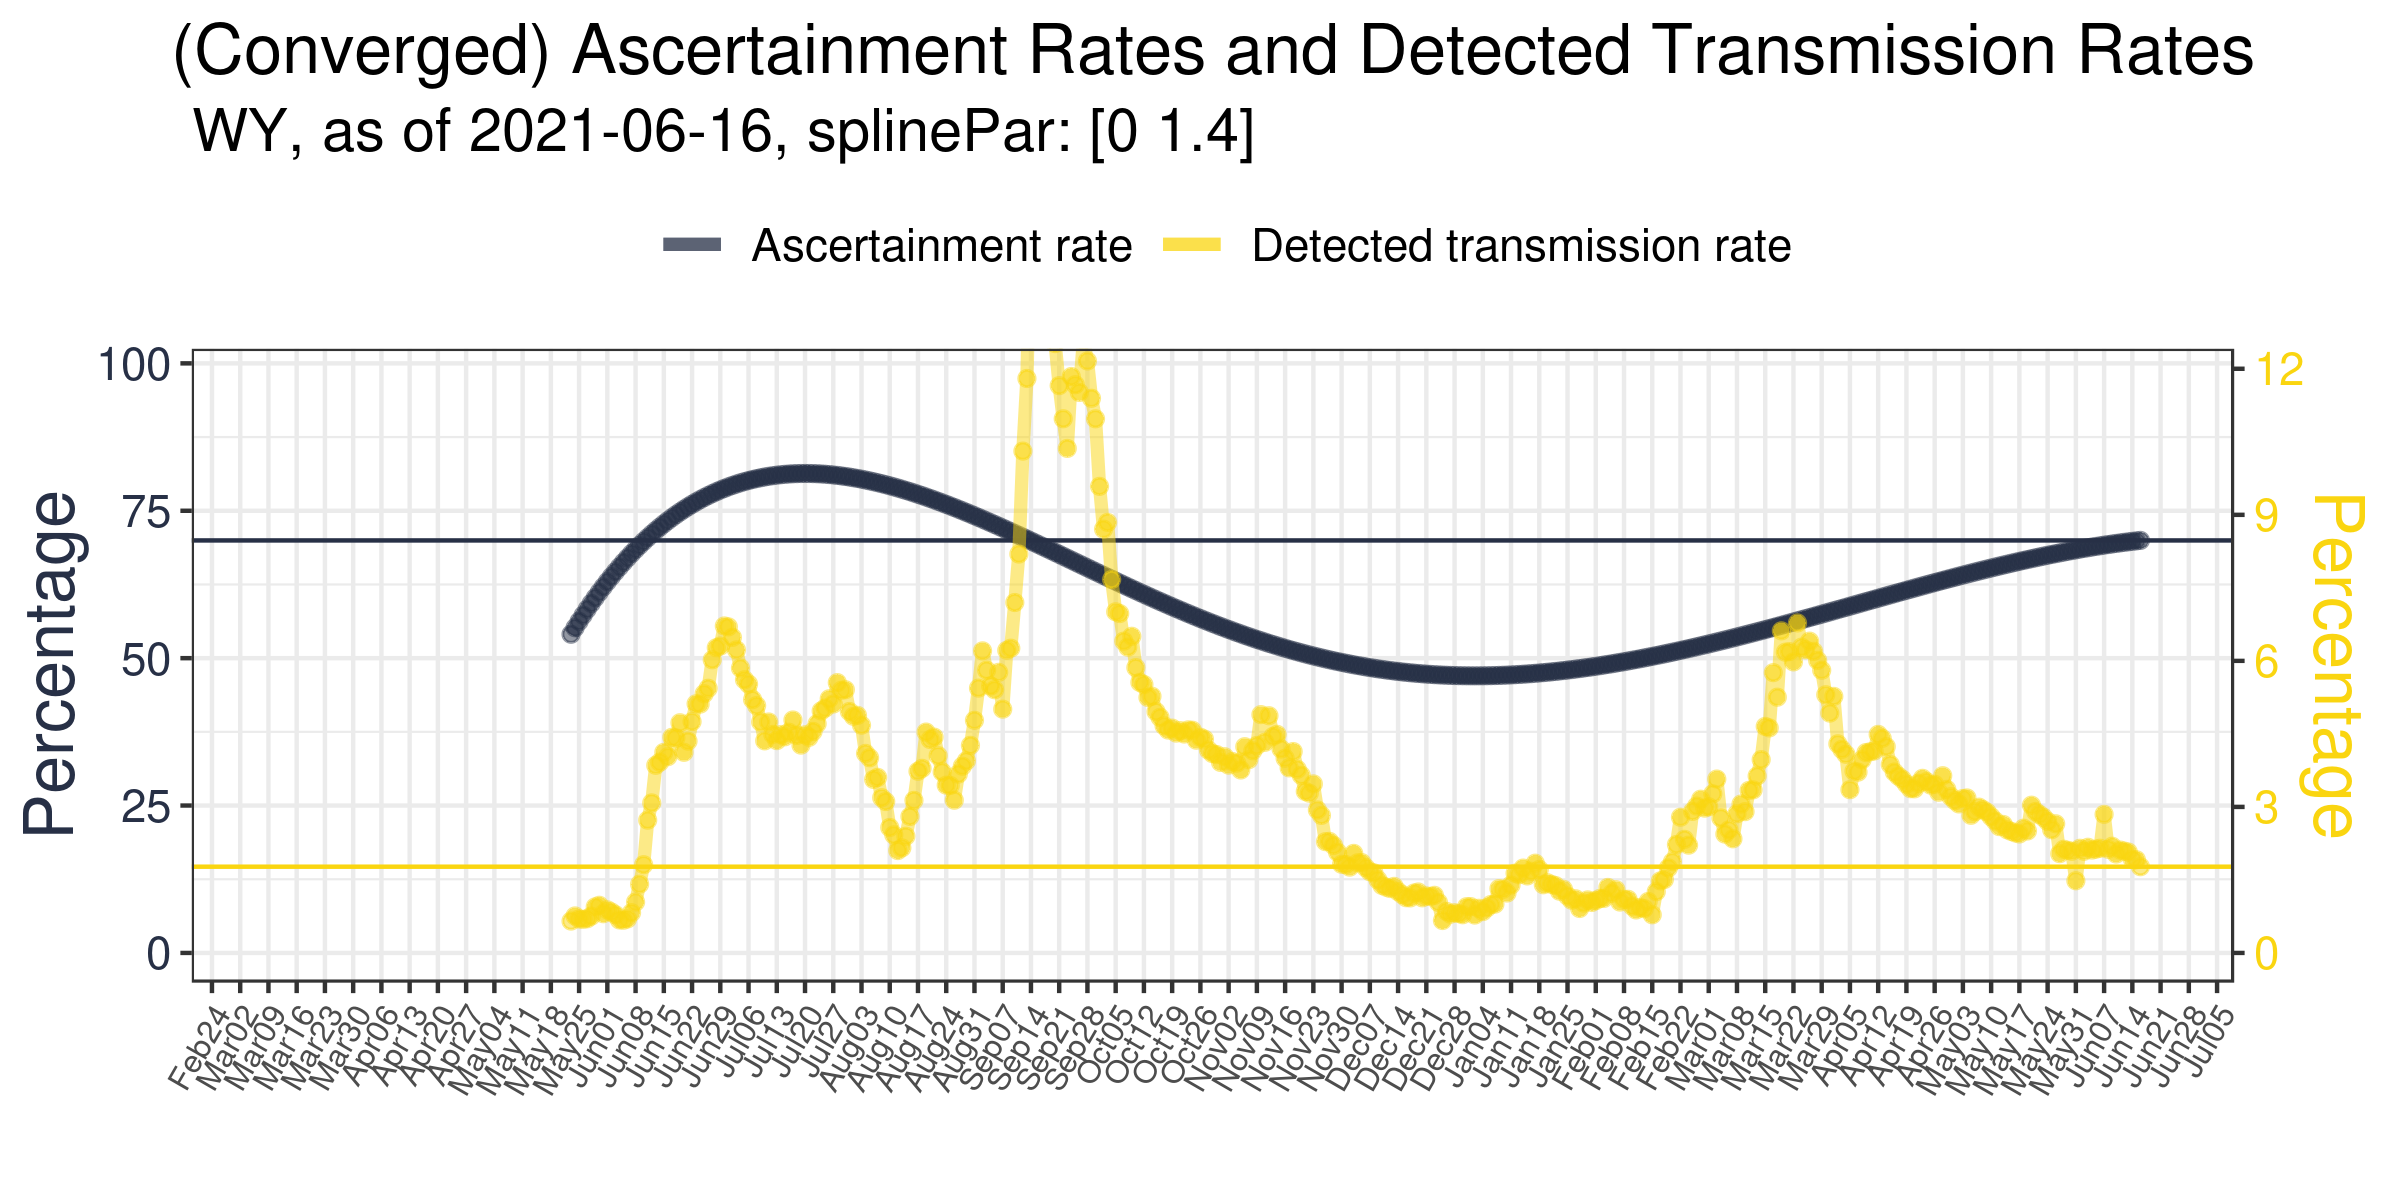 (Converged) Ascertainment Rates and Detected Transmission Rates
WY, as of 2021-06-16, splinePar: [0 1.4]
Ascertainment rate
Detected transmission rate
Percentage
100
75
50
25
0
12
9
6
3
0
Percentage
Feb24
Mar02
Mar09
Mar16
Mar23
Mar30
Apr06
Apr13
Apr20
Apr27
May04
May11
May18
May25
Jun01
Jun08
Jun15
Jun22
Jun29
Jul06
Jul13
Jul20
Jul27
Aug03
Aug10
Aug17
Aug24
Aug31
Sep07
Sep14
Sep21
Sep28
Oct05
Oct12
Oct19
Oct26
Nov02
Nov09
Nov16
Nov23
Nov30
Dec07
Dec14
Dec21
Dec28
Jan04
Jan11
Jan18
Jan25
Feb01
Feb08
Feb15
Feb22
Mar01
Mar08
Mar15
Mar22
Mar29
Apr05
Apr12
Apr19
Apr26
May03
May10
May17
May24
May31
Jun07
Jun14
Jun21
Jun28
Jul05